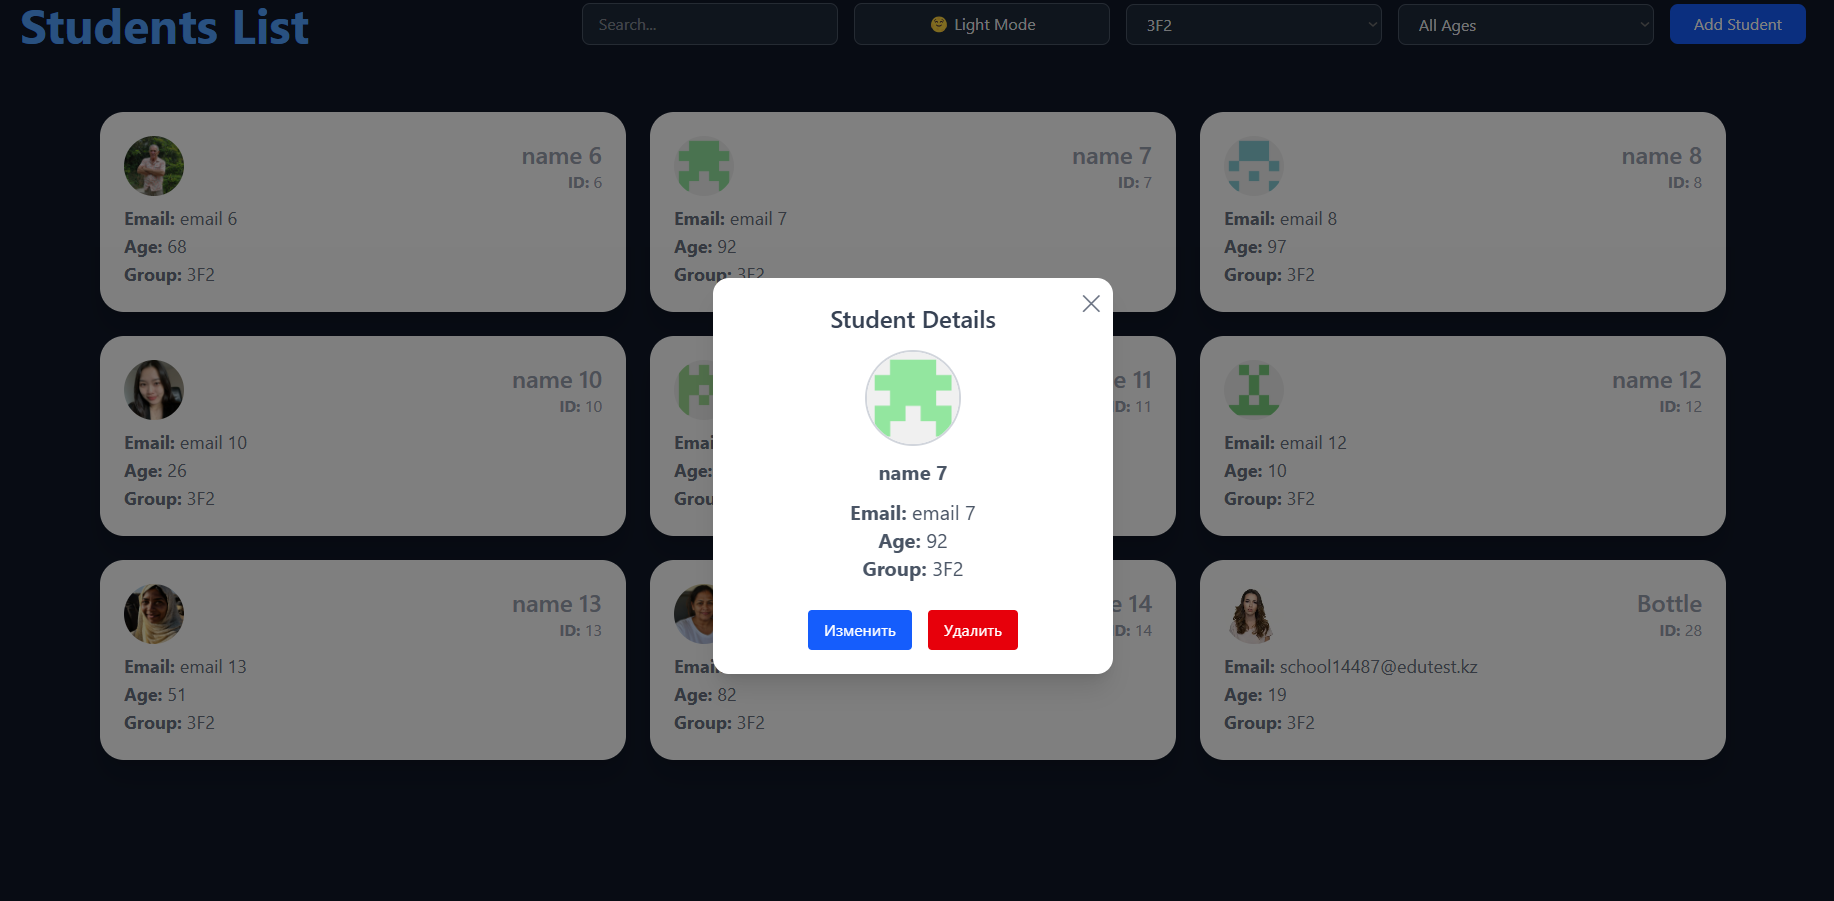 Students List
Search...
Light Mode
3F2
All Ages
Add Student
name 6
ID: 6
Email: email 6
Age: 68
Group: 3F2
name 7
ID: 7
Email: email 7
Age: 92
Group: 3F2
name 8
ID: 8
Email: email 8
Age: 97
Group: 3F2
name 10
ID: 10
Email: email 10
Age: 26
Group: 3F2
11
11
Age:
name 12
ID: 12
Email: email 12
Age: 10
Group: 3F2
name 13
ID: 13
Email: email 13
Age: 51
Group: 3F2
14
14
Age: 82
Group: 3F2
Bottle
ID: 28
Email: school14487@edutest.kz
Age: 19
Group: 3F2
Student Details
name 7
Email: email 7
Age: 92
Group: 3F2
Изменить
Удалить